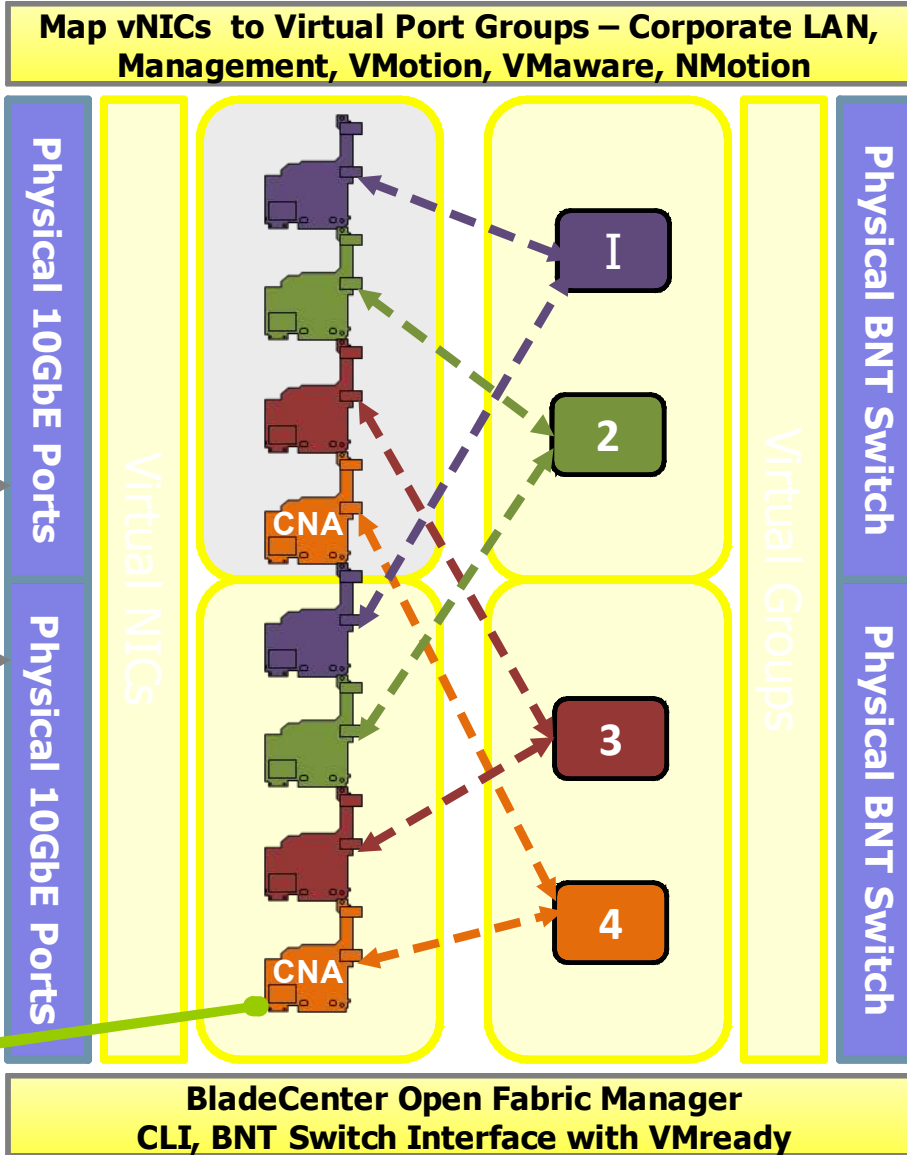 Map vNICs to Virtual Port Groups – Corporate LAN,
Management, VMotion, VMaware, NMotion
Physical 10GbE Ports
Physical 10GbE Ports
Virtual NICs
CNA
CNA
I
2
3
4
Virtual Groups
Physical BNT Switch
Physical BNT Switch
BladeCenter Open Fabric Manager
CLI, BNT Switch Interface with VMready